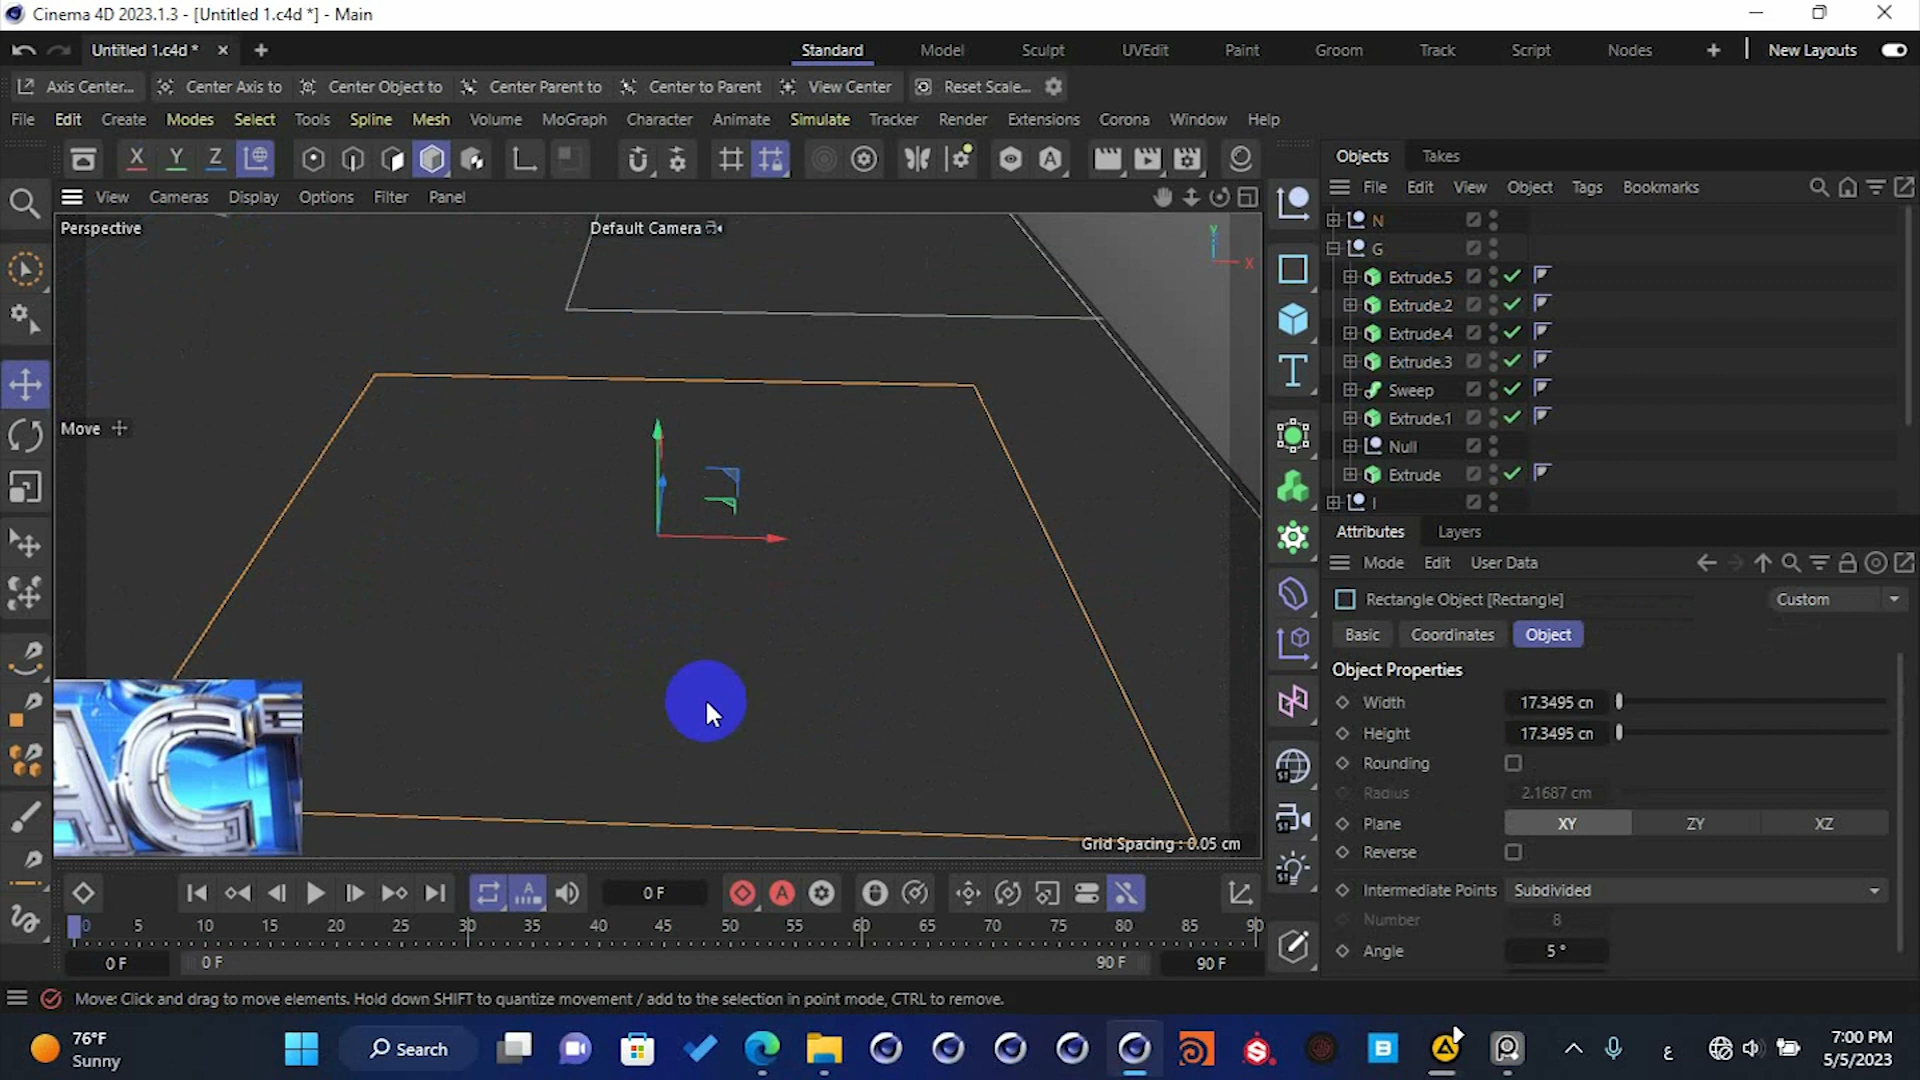 Cinema 4D 2023.1.3 - [Untitled 1.c4d *] - Main
Untitled 1.c4d *
Standard Model Sculpt UVEdit Paint Groom Track Script Nodes New Layouts
Axis Center... Center Axis to Center Object to Center Parent to Center to Parent View Center Reset Scale...
File Edit Create Modes Select Tools Spline Mesh Volume MoGraph Character Animate Simulate Tracker Render Extensions Corona Window Help
X Y Z
View Cameras Display Options Filter Panel
Perspective
Default Camera
Y
X
Move
Grid Spacing : 0.05 cm
ACT
Objects Takes
File Edit View Object Tags Bookmarks
N
G
Extrude.5
Extrude.2
Extrude.4
Extrude.3
Sweep
Extrude.1
Null
Extrude
I
Attributes Layers
Mode Edit User Data
Rectangle Object [Rectangle]
Custom
Basic Coordinates Object
Object Properties
Width 17.3495 cn
Height 17.3495 cn
Rounding
Radius 2.1687 cm
Plane XY ZY XZ
Reverse
Intermediate Points Subdivided
Number 8
Angle 5 °
0 F
0 5 10 15 20 25 30 35 40 45 50 55 60 65 70 75 80 85 90
0 F 0 F 90 F 90 F
Move: Click and drag to move elements. Hold down SHIFT to quantize movement / add to the selection in point mode, CTRL to remove.
76°F
Sunny
Search
ع
7:00 PM
5/5/2023